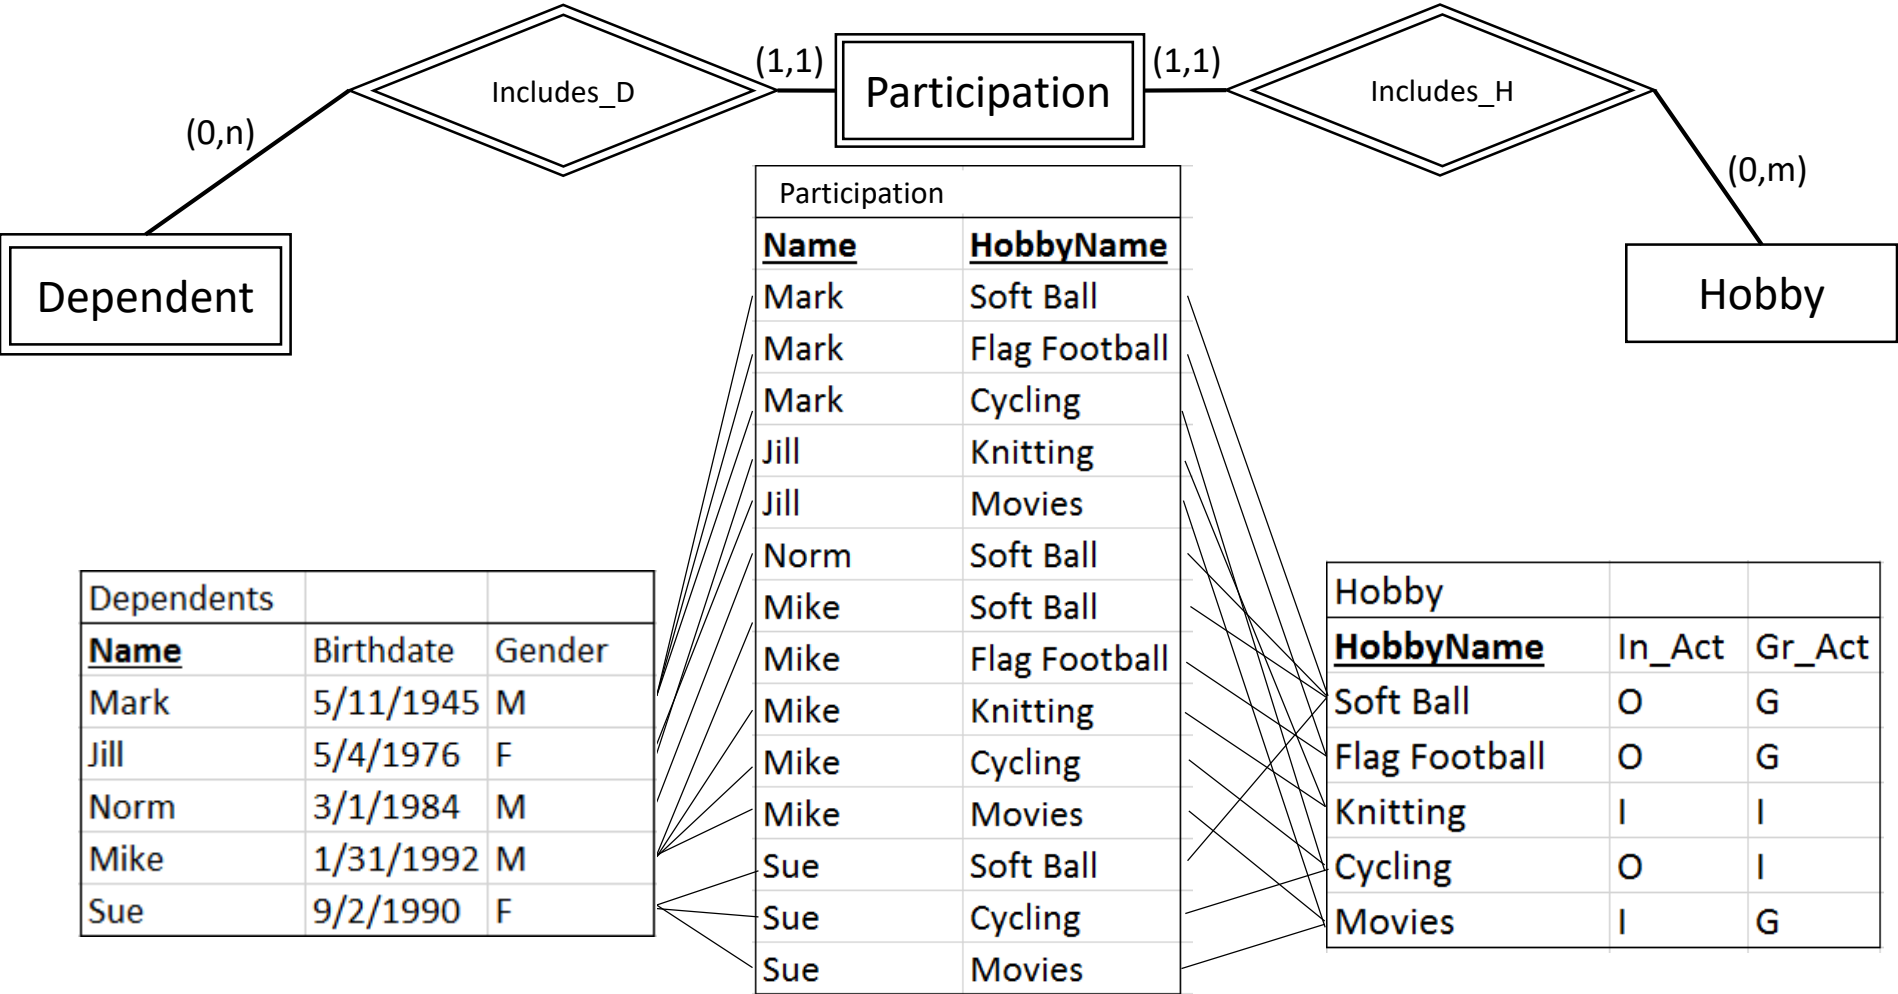 Includes_D
(1,1)
Participation
(1,1)
Includes_H
(0,n)
(0,m)
Dependent
Hobby
Participation
Name HobbyName
Mark Soft Ball
Mark Flag Football
Mark Cycling
Jill Knitting
Jill Movies
Norm Soft Ball
Mike Soft Ball
Mike Flag Football
Mike Knitting
Mike Cycling
Mike Movies
Sue Soft Ball
Sue Cycling
Sue Movies
Dependents
Name Birthdate Gender
Mark 5/11/1945 M
Jill 5/4/1976 F
Norm 3/1/1984 M
Mike 1/31/1992 M
Sue 9/2/1990 F
Hobby
HobbyName In_Act Gr_Act
Soft Ball O G
Flag Football O G
Knitting I I
Cycling O I
Movies I G